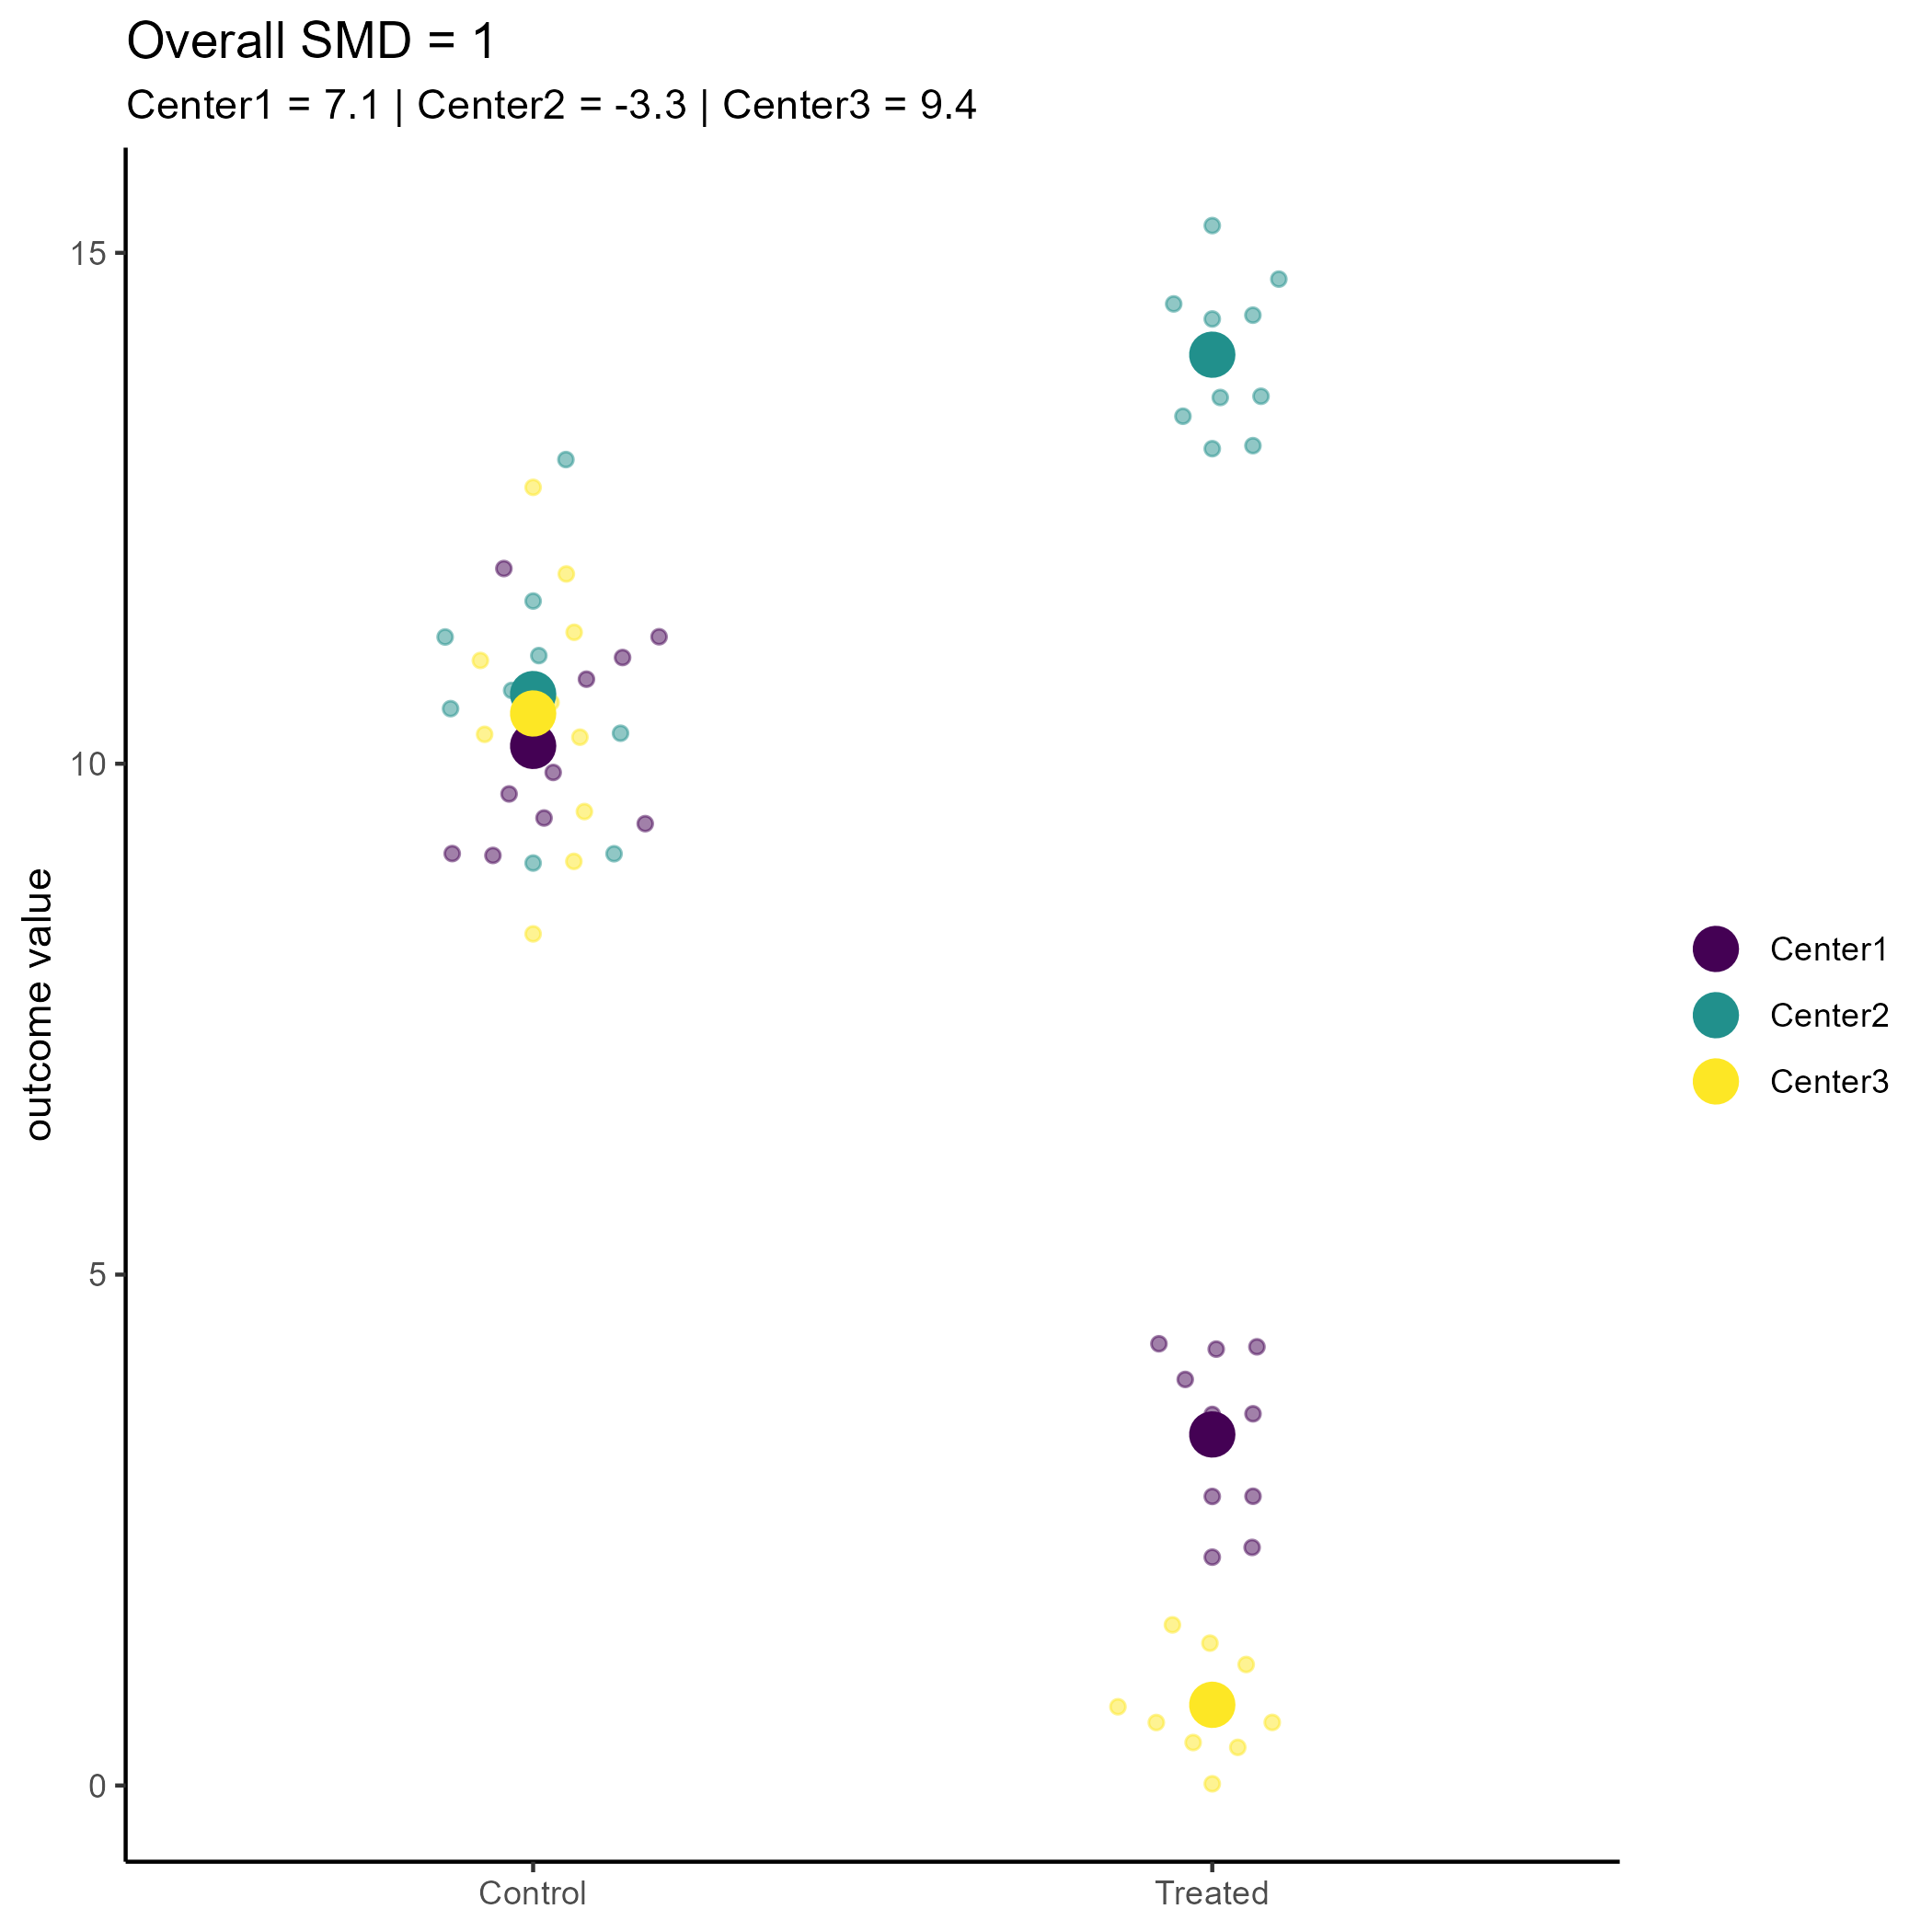 Overall SMD = 1
Center1 = 7.1 | Center2 = -3.3 | Center3 = 9.4
15
10
5
0
outcome value
Control
Treated
Center1
Center2
Center3